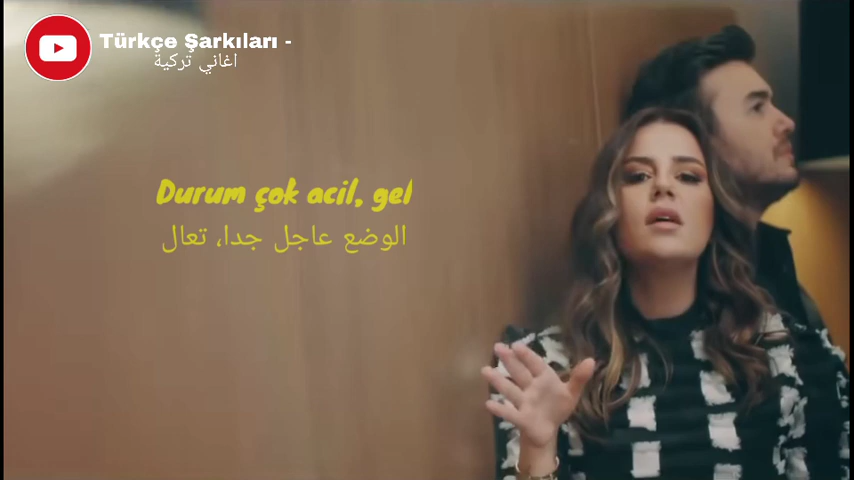 Türkçe Şarkıları -
اغاني تركية
Durum çok acil, gel
الوضع عاجل جدا، تعال